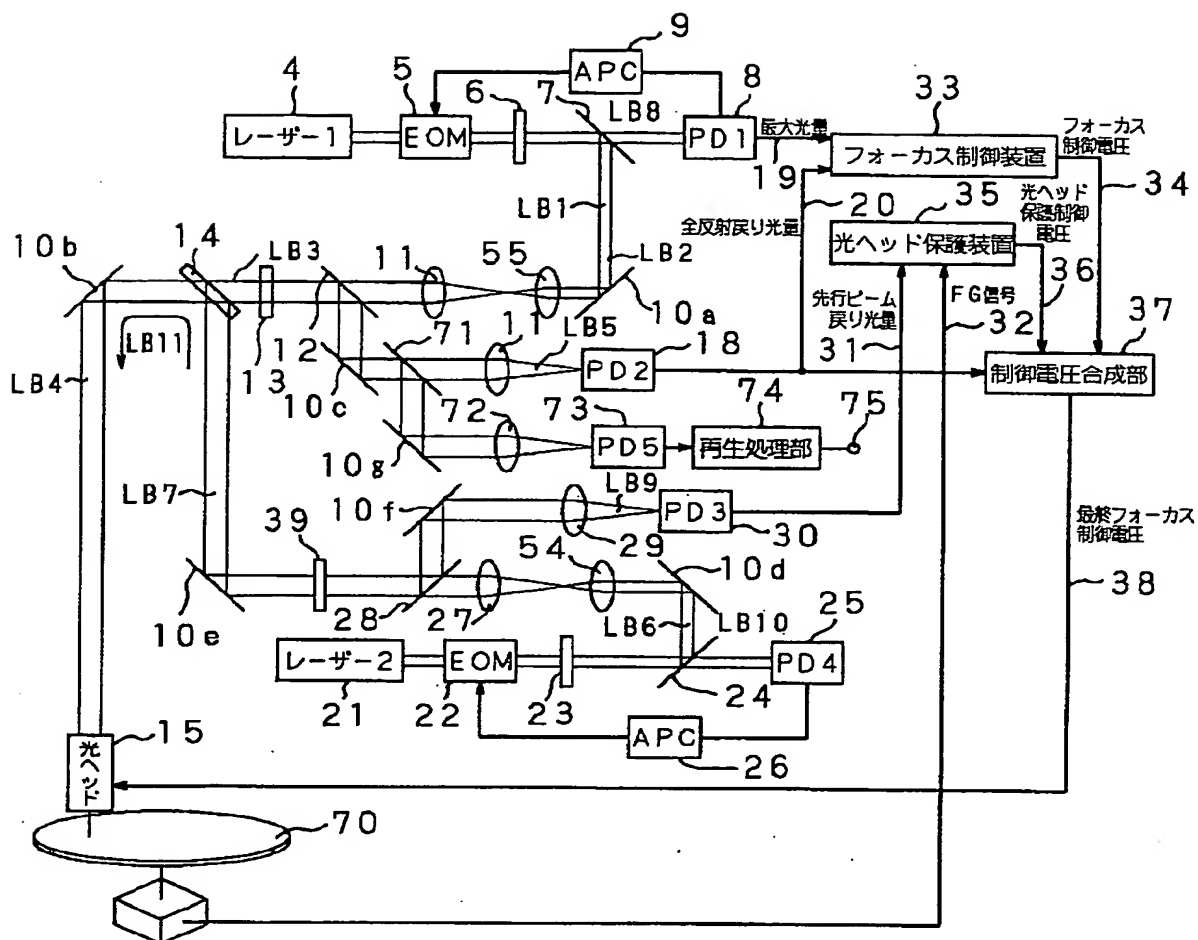 9
APC
5
6
7
LB8
8
4
レーザー1
EOM
PD1
最大光量
19
33
フォーカス制御装置
フォーカス
制御電圧
34
35
光ヘッド
保護制御
電圧
20
全反射戻り光量
光ヘッド保護装置
36
LB1
LB2
10a
10b
14
LB3
11
55
先行ビーム
戻り光量
31
FG信号
32
37
制御電圧合成部
LB11
LB4
13
12
71
11
LB5
18
PD2
10c
72
73
74
75
PD5
再生処理部
10g
LB7
10f
LB9
PD3
30
29
39
54
10d
最終フォーカス
制御電圧
38
10e
28
27
LB6
LB10
25
レーザー2
EOM
PD4
21
22
23
24
15
光ヘッド
APC
26
70